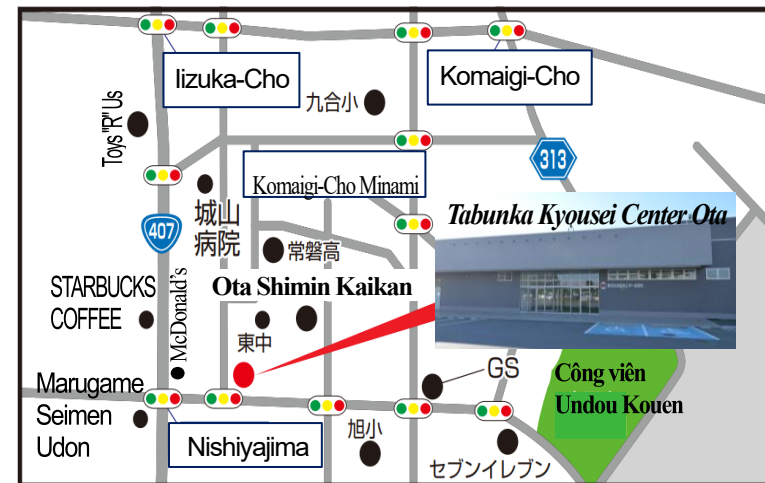 Iizuka-Cho
Komaigi-Cho
Toys "R" Us
九合小
313
Komaigi-Cho Minami
城山
病院
407
Tabunka Kyousei Center Ota
常磐高
Ota Shimin Kaikan
STARBUCKS
COFFEE
McDonald's
東中
GS
Công viên
Undou Kouen
Marugame
Seimen
Udon
Nishiyajima
旭小
セブンイレブン